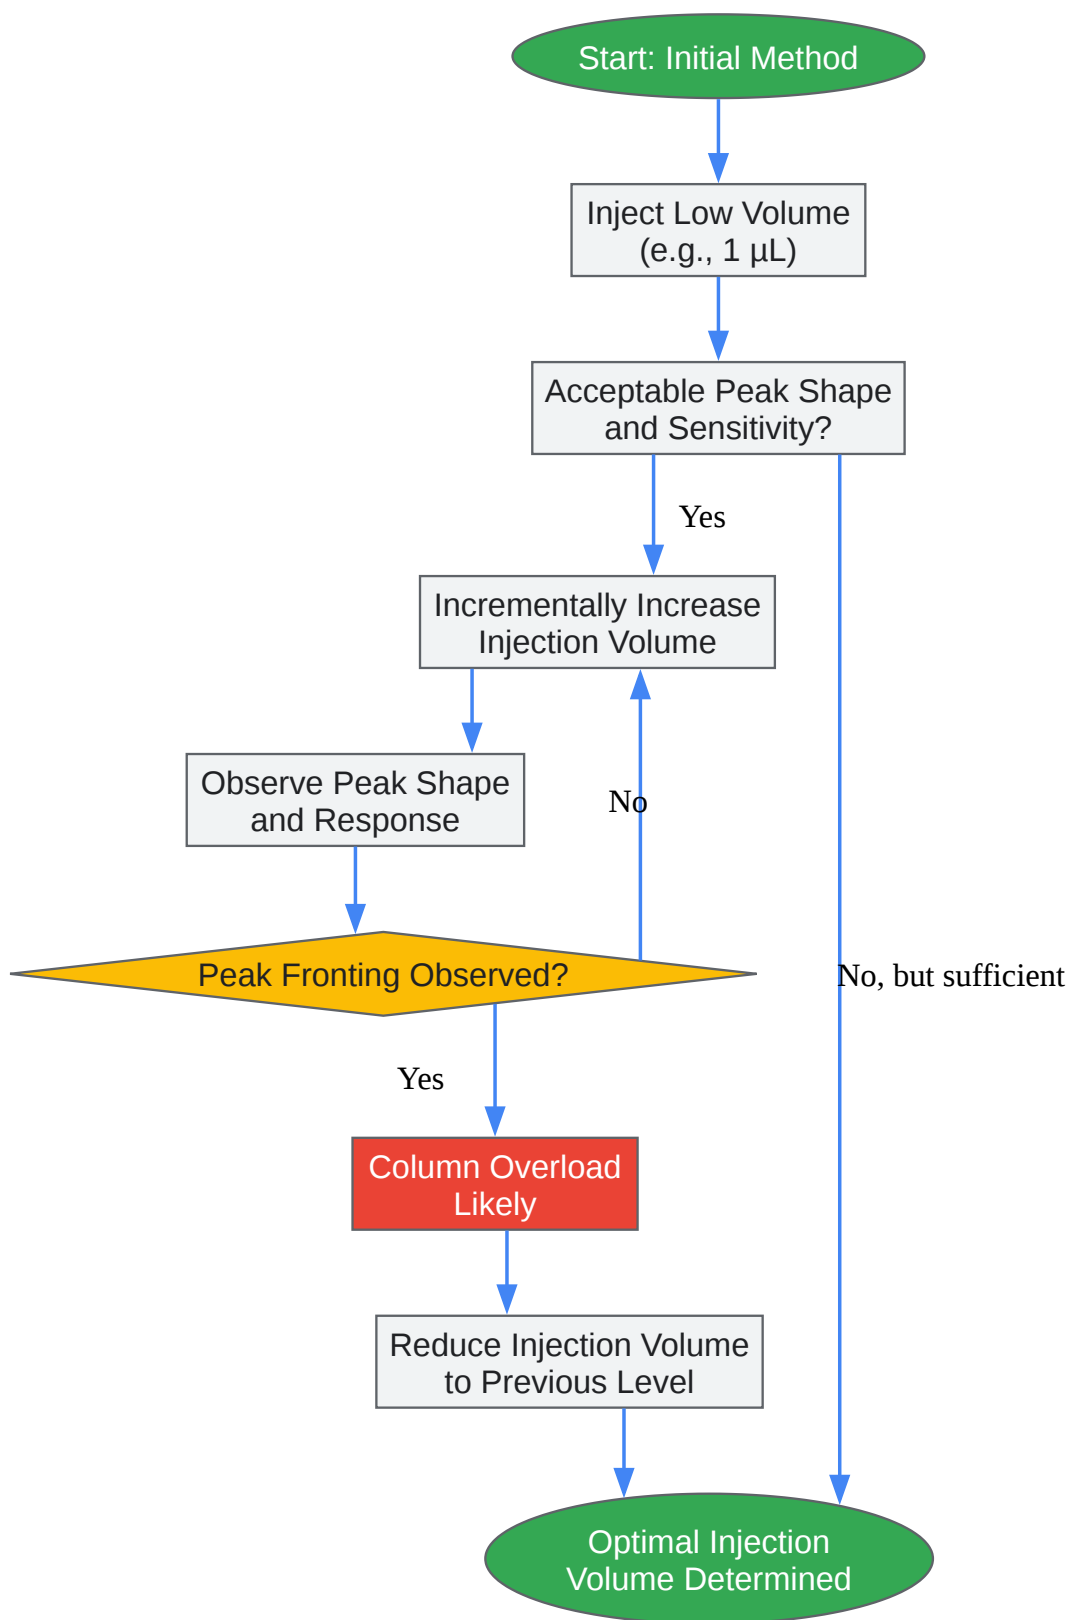 Start: Initial Method
Inject Low Volume
(e.g., 1 µL)
Acceptable Peak Shape
and Sensitivity?
Yes
Incrementally Increase
Injection Volume
Observe Peak Shape
and Response
No
Peak Fronting Observed?
No, but sufficient
Yes
Column Overload
Likely
Reduce Injection Volume
to Previous Level
Optimal Injection
Volume Determined